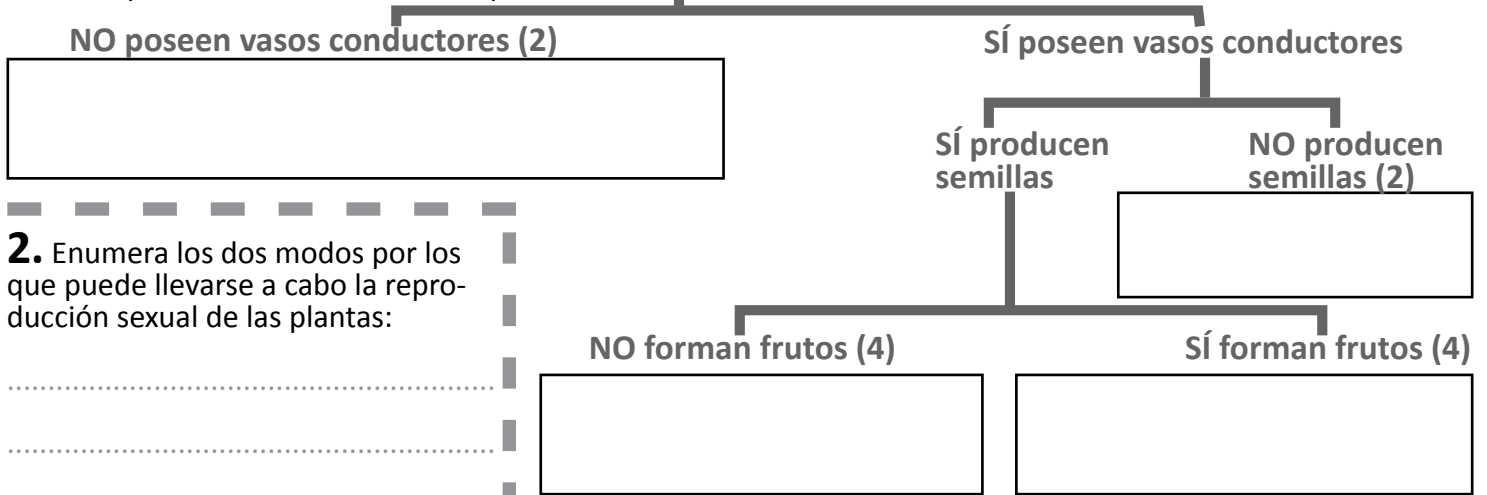 NO poseen vasos conductores (2)
SÍ poseen vasos conductores
SÍ producen
semillas
NO producen
semillas (2)
2. Enumera los dos modos por los
que puede llevarse a cabo la repro-
ducción sexual de las plantas:
NO forman frutos (4)
SÍ forman frutos (4)